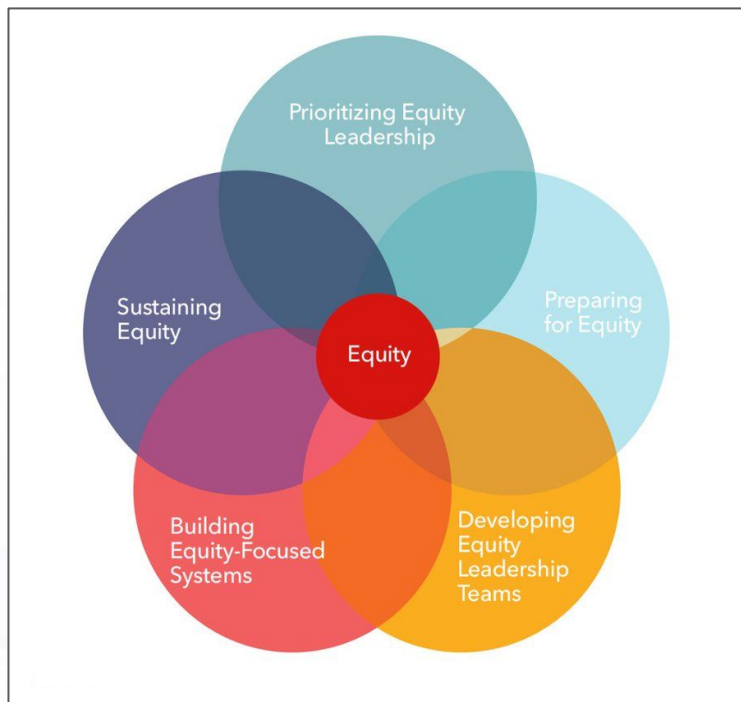 Prioritizing Equity
Leadership
Sustaining
Equity
Preparing
for Equity
Equity
Building
Equity-Focused
Systems
Developing
Equity
Leadership
Teams